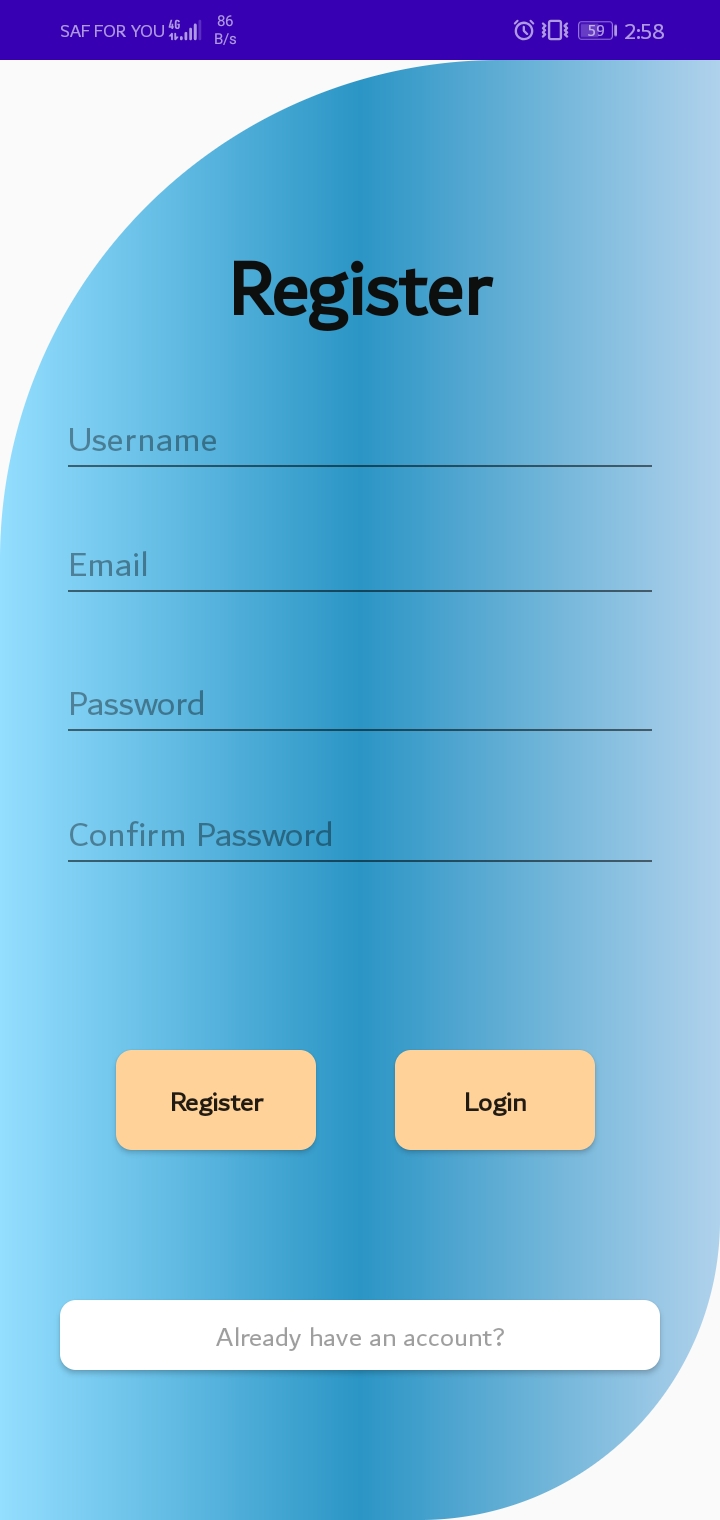 SAF FOR YOU 4G 86 B/s 59 2:58
Register
Username
Email
Password
Confirm Password
Register Login
Already have an account?